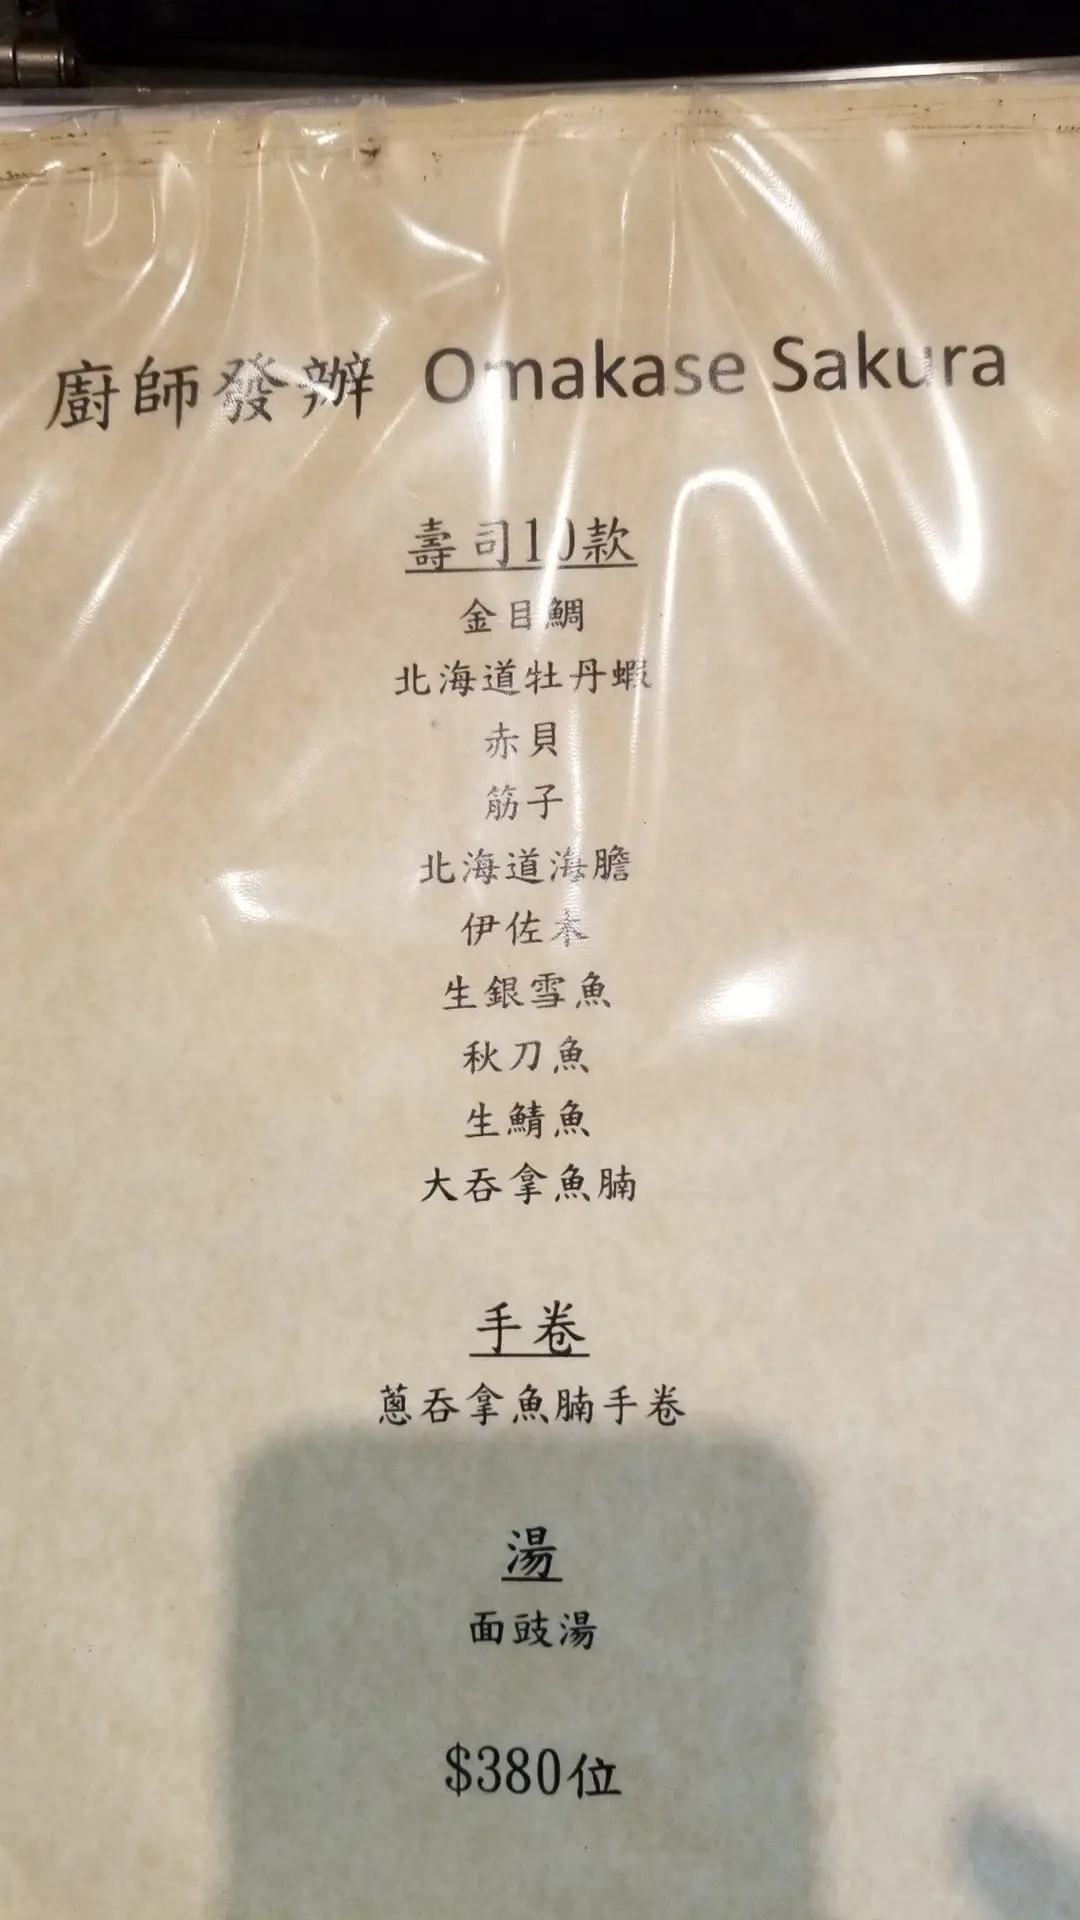 廚師發辦 Omakase Sakura
壽司10款
金目鯛
北海道牡丹蝦
赤貝
筋子
北海道海膽
伊佐木
生銀雪魚
秋刀魚
生鯖魚
大吞拿魚腩
手卷
蔥吞拿魚腩手卷
湯
面豉湯
$380位